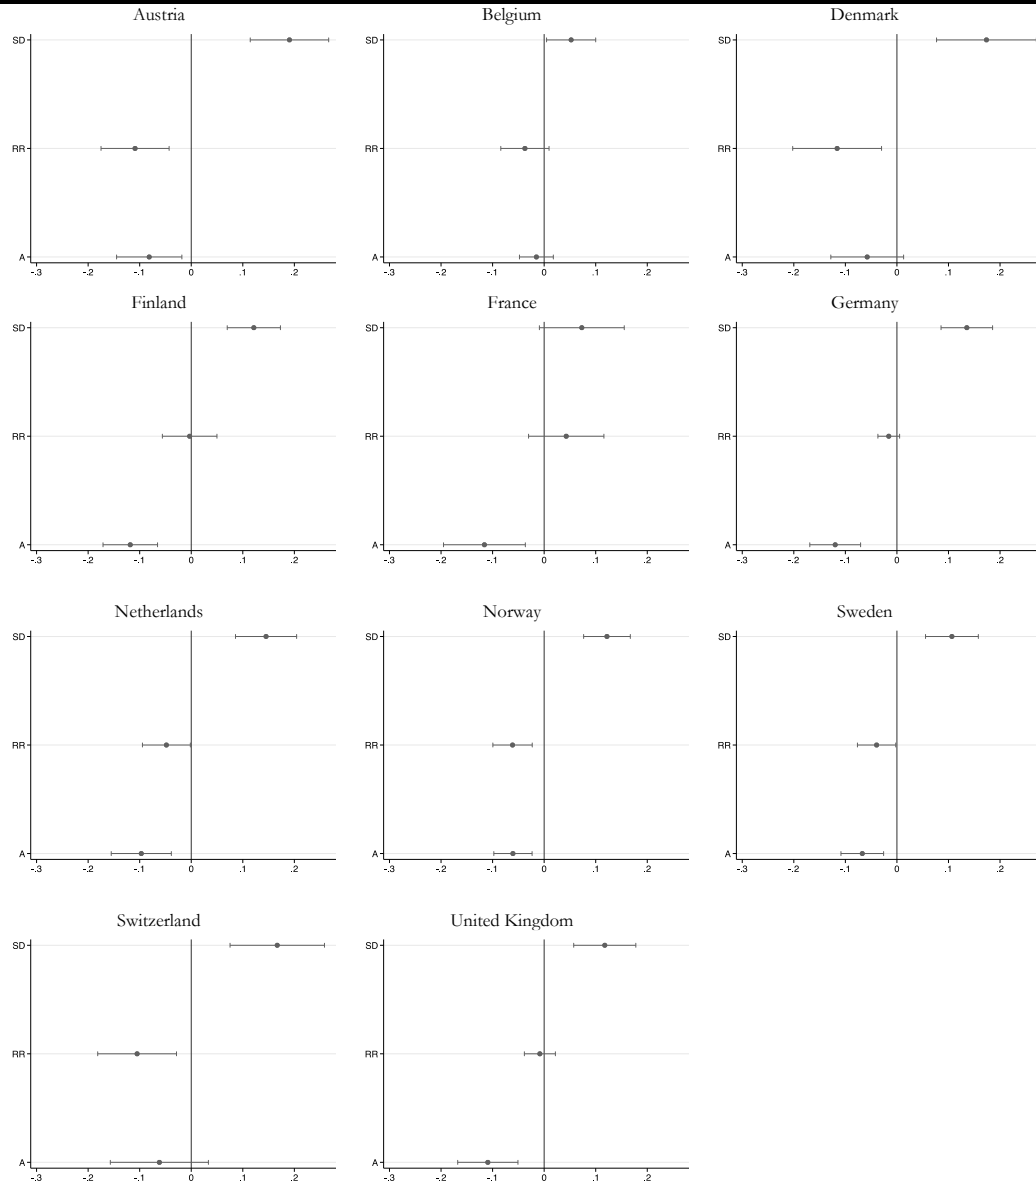 Austria Belgium Denmark
SD SD SD
RR RR RR
A A A
-.3 -.2 -.1 0 .1 .2 -.3 -.2 -.1 0 .1 .2 -.3 -.2 -.1 0 .1 .2
Finland France Germany
SD SD SD
RR RR RR
A A A
-.3 -.2 -.1 0 .1 .2 -.3 -.2 -.1 0 .1 .2 -.3 -.2 -.1 0 .1 .2
Netherlands Norway Sweden
SD SD SD
RR RR RR
A A A
-.3 -.2 -.1 0 .1 .2 -.3 -.2 -.1 0 .1 .2 -.3 -.2 -.1 0 .1 .2
Switzerland United Kingdom
SD SD
RR RR
A A
-.3 -.2 -.1 0 .1 .2 -.3 -.2 -.1 0 .1 .2